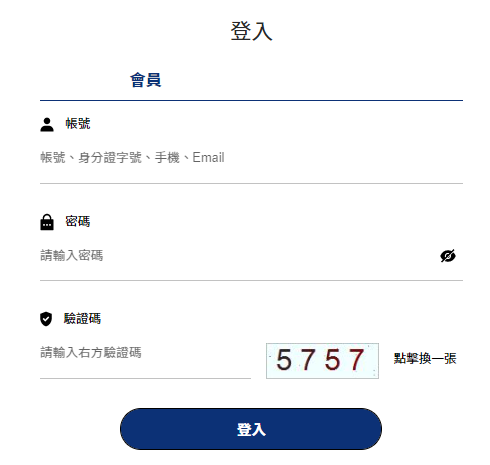 登入
會員
帳號
帳號、身分證字號、手機、Email
密碼
請輸入密碼
驗證碼
請輸入右方驗證碼
5757
點擊換一張
登入